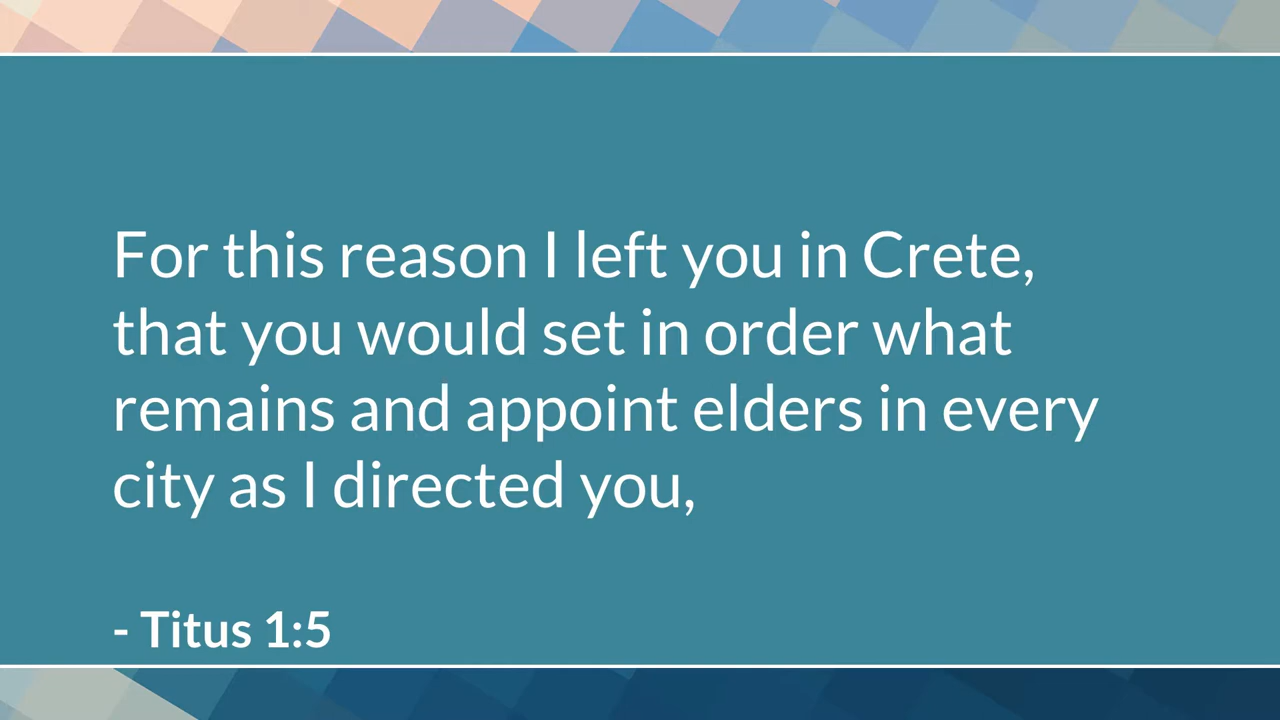 For this reason I left you in Crete,
that you would set in order what
remains and appoint elders in every
city as I directed you,
- Titus 1:5